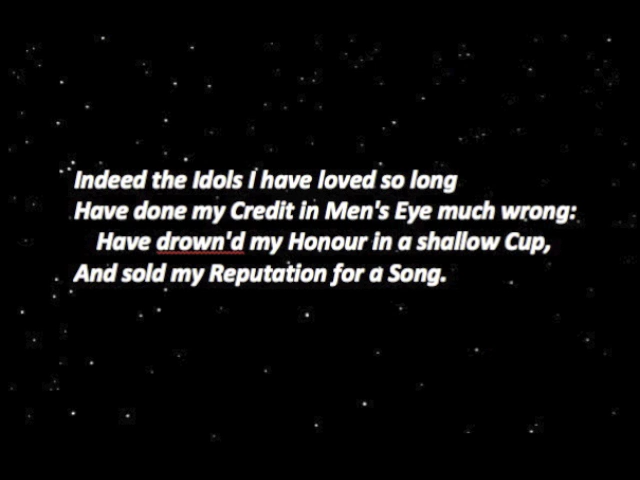 Indeed the Idols I have loved so long
Have done my Credit in Men's Eye much wrong:
Have drown'd my Honour in a shallow Cup,
And sold my Reputation for a Song.